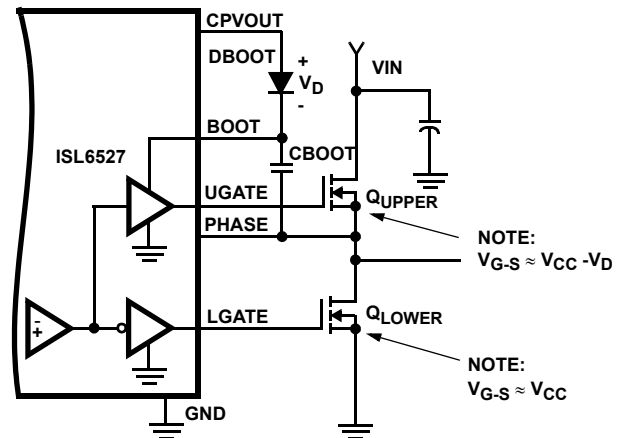 CPVOUT
DBOOT
+
VD
-
VIN
BOOT
CBOOT
ISL6527
UGATE
QUPPER
PHASE
NOTE:
VG-S ≈ VCC -VD
-
+
LGATE
QLOWER
NOTE:
VG-S ≈ VCC
GND